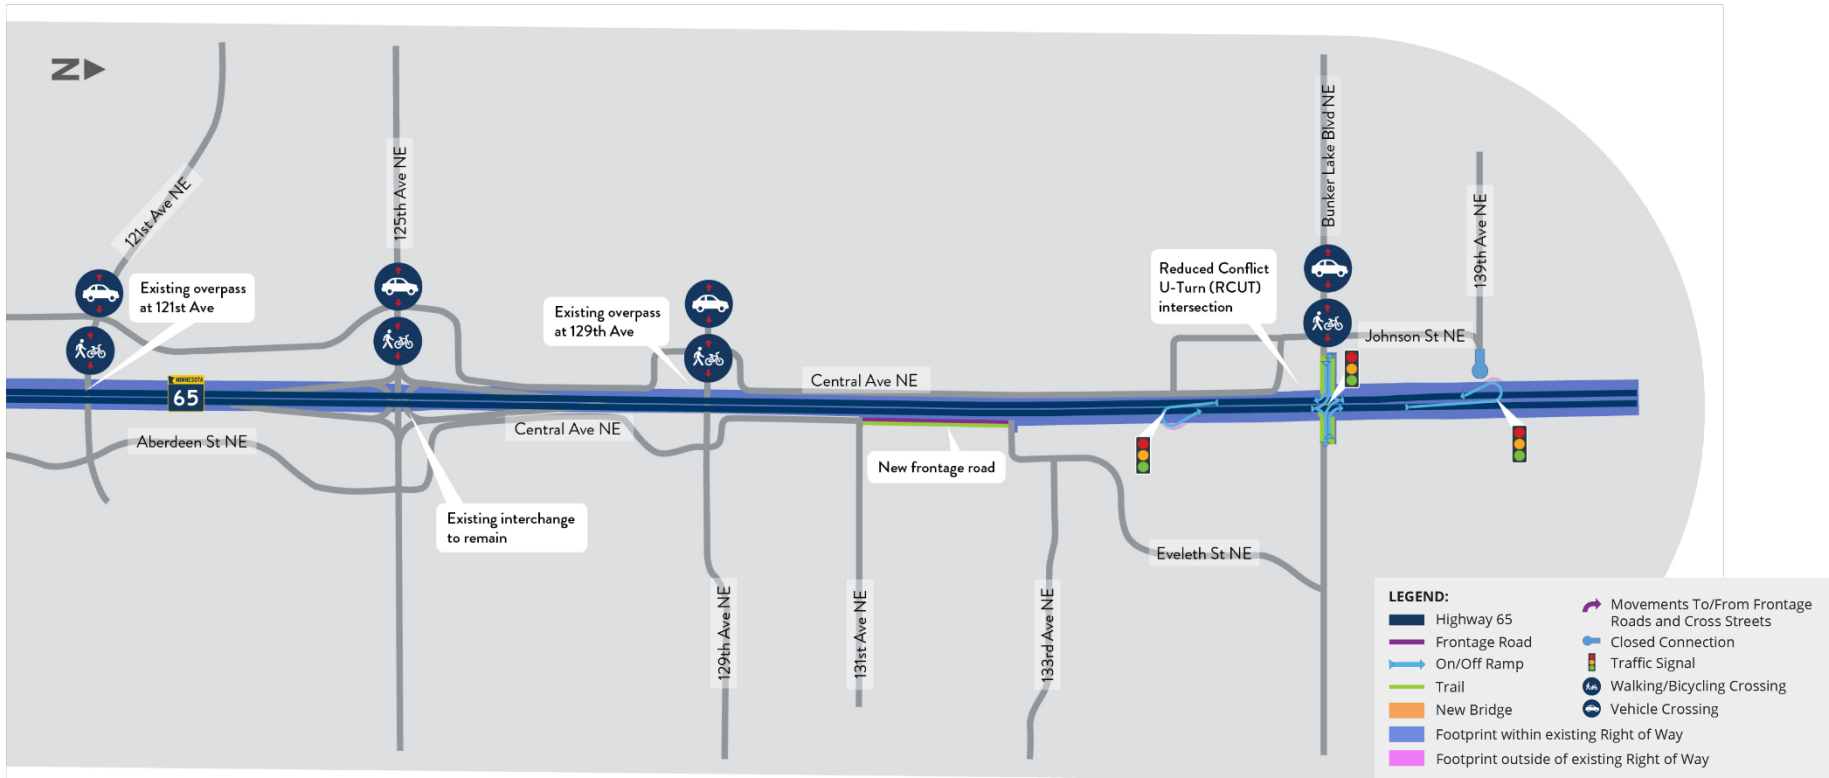 N
121st Ave NE
125th Ave NE
Bunker Lake Blvd NE
139th Ave NE
Existing overpass
at 121st Ave
Existing overpass
at 129th Ave
Reduced Conflict
U-Turn (RCUT)
intersection
Johnson St NE
MINNESOTA
65
Central Ave NE
Central Ave NE
Aberdeen St NE
New frontage road
Existing interchange
to remain
Eveleth St NE
129th Ave NE
131st Ave NE
133rd Ave NE
LEGEND:
Highway 65
Frontage Road
On/Off Ramp
Trail
New Bridge
Footprint within existing Right of Way
Footprint outside of existing Right of Way
Movements To/From Frontage
Roads and Cross Streets
Closed Connection
Traffic Signal
Walking/Bicycling Crossing
Vehicle Crossing